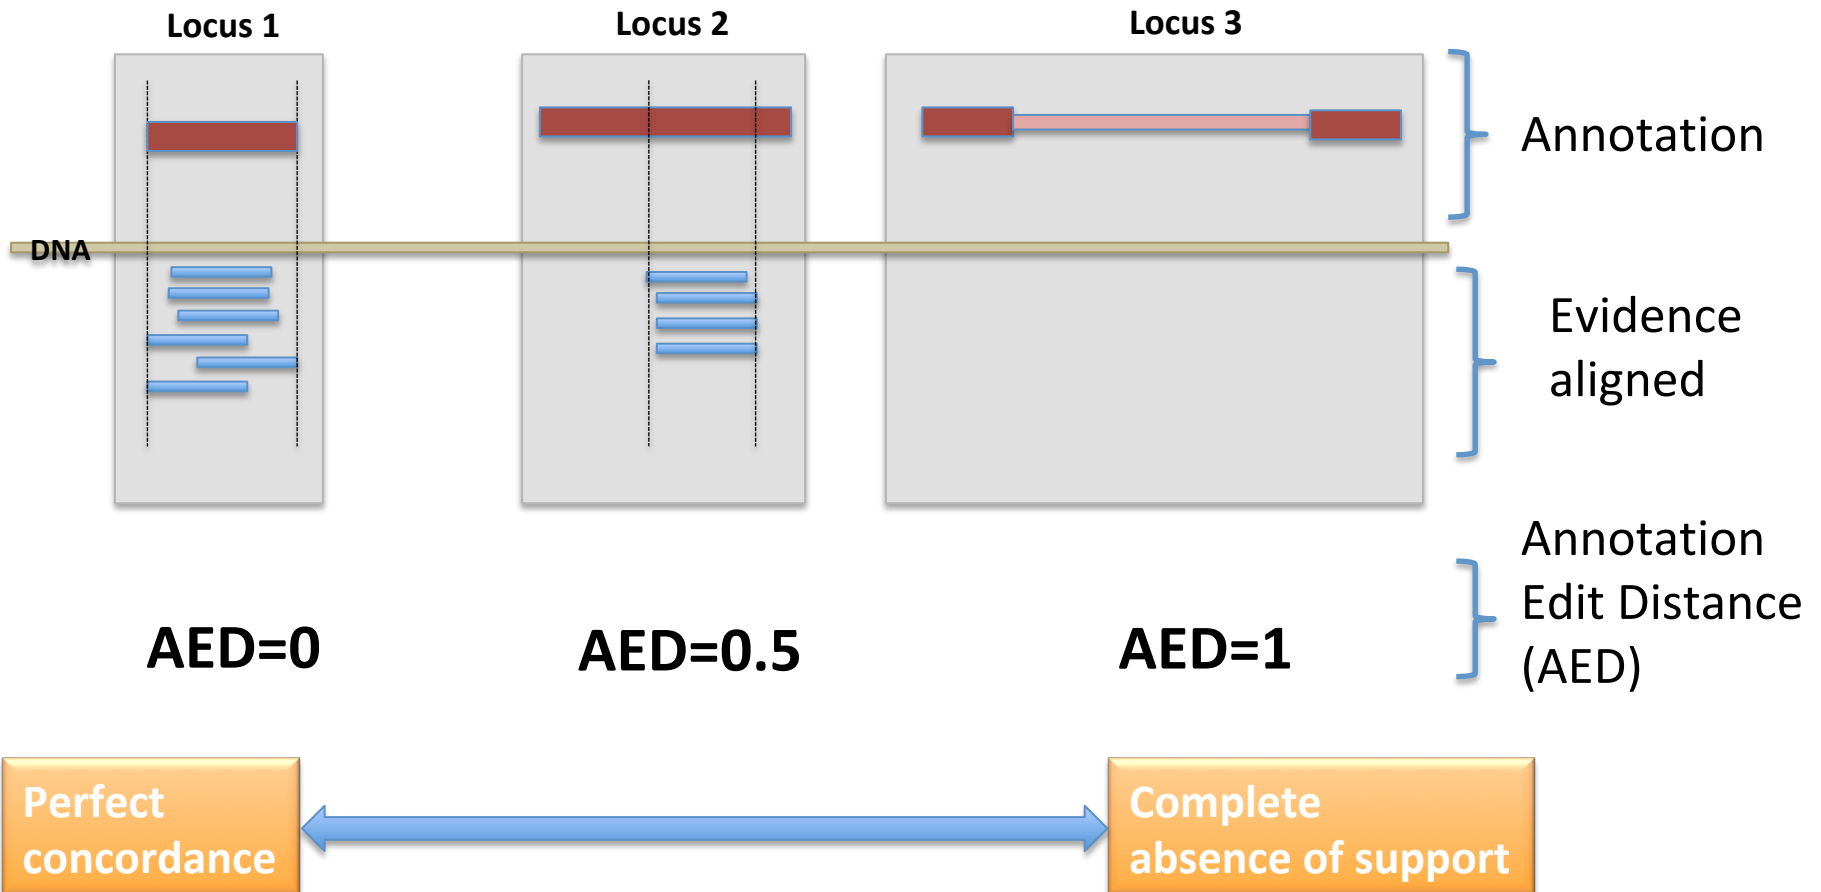 Locus 1
Locus 2
Locus 3
Annotation
DNA
Evidence
aligned
Annotation
Edit Distance
(AED)
AED=0
AED=0.5
AED=1
Perfect
concordance
Complete
absence of support